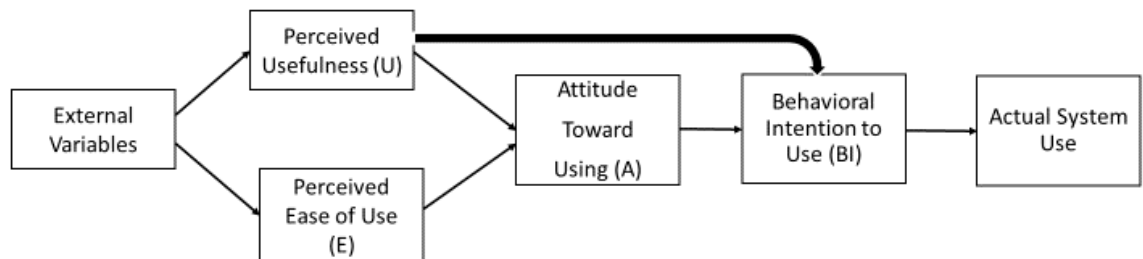 External
Variables
Perceived
Usefulness (U)
Perceived
Ease of Use
(E)
Attitude
Toward
Using (A)
Behavioral
Intention to
Use (BI)
Actual System
Use